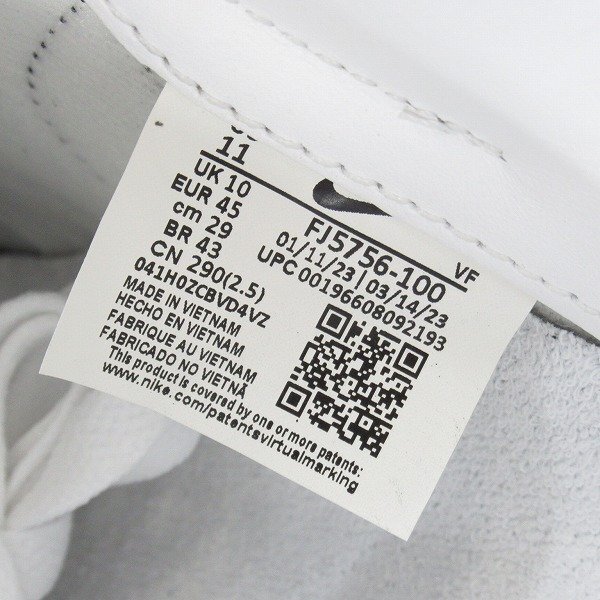 11
UK 10
EUR 45
cm 29
BR 43
CN 290(2.5)
041H0ZCBVD4VZ
MADE IN VIETNAM
HECHO EN VIETNAM
FABRIQUE AU VIETNAM
FABRICADO NO VIETNÃ
This product is covered by one or more patents:
www.nike.com/patentsvirtualmarking
FJ5756-100 VF
01/11/23 | 03/14/23
UPC 00196608092193